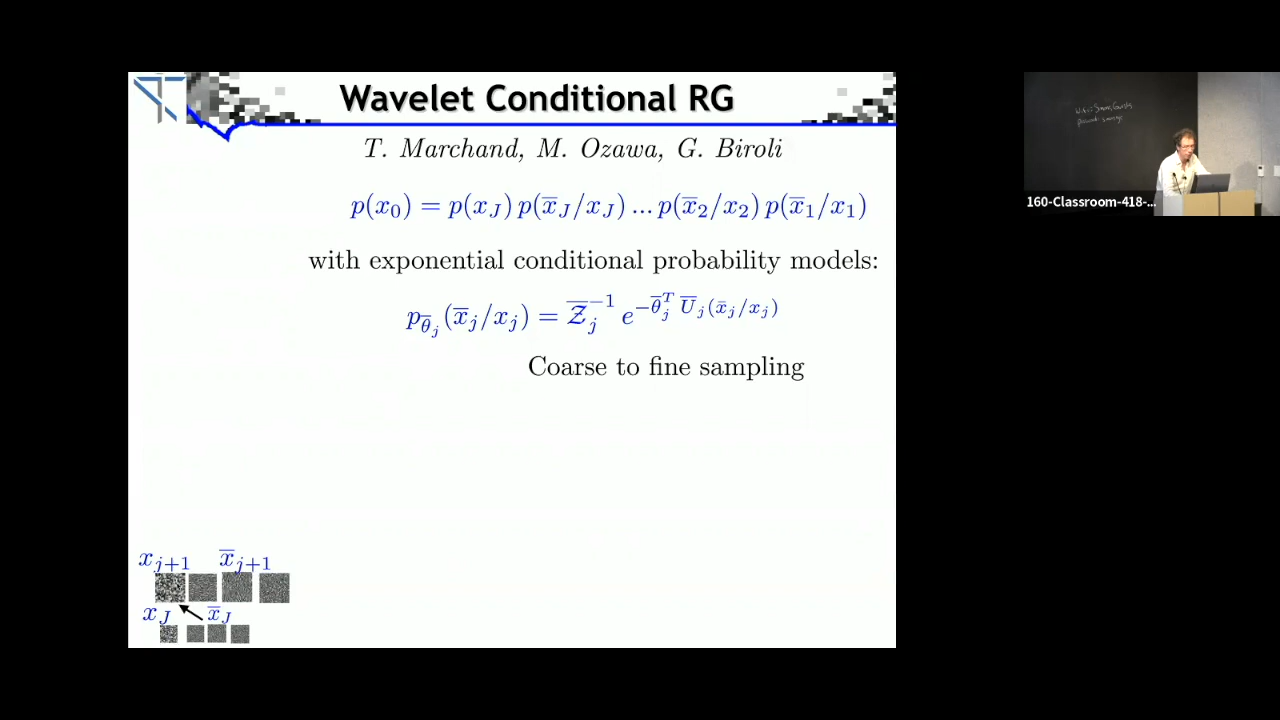 Wavelet Conditional RG
T. Marchand, M. Ozawa, G. Biroli
p(x_0) = p(x_J) p(x̅_J/x_J) ... p(x̅_2/x_2) p(x̅_1/x_1)
with exponential conditional probability models:
p_{θ̅_j}(x̅_j/x_j) = Z̅_j^{-1} e^{-θ̅_j^T U̅_j(x̅_j/x_j)}
Coarse to fine sampling
x_{j+1} x̅_{j+1}
x_J x̅_J
160-Classroom-418-...